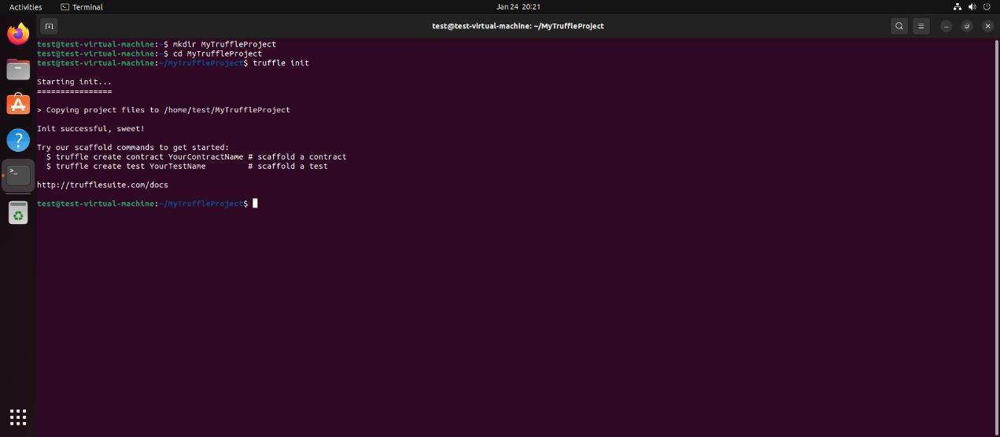 Activities Terminal Jan 24 20:21
test@test-virtual-machine: ~/MyTruffleProject
test@test-virtual-machine:~$ mkdir MyTruffleProject
test@test-virtual-machine:~$ cd MyTruffleProject
test@test-virtual-machine:~/MyTruffleProject$ truffle init
Starting init...
================
> Copying project files to /home/test/MyTruffleProject
Init successful, sweet!
Try our scaffold commands to get started:
$ truffle create contract YourContractName # scaffold a contract
$ truffle create test YourTestName # scaffold a test
http://trufflesuite.com/docs
test@test-virtual-machine:~/MyTruffleProject$